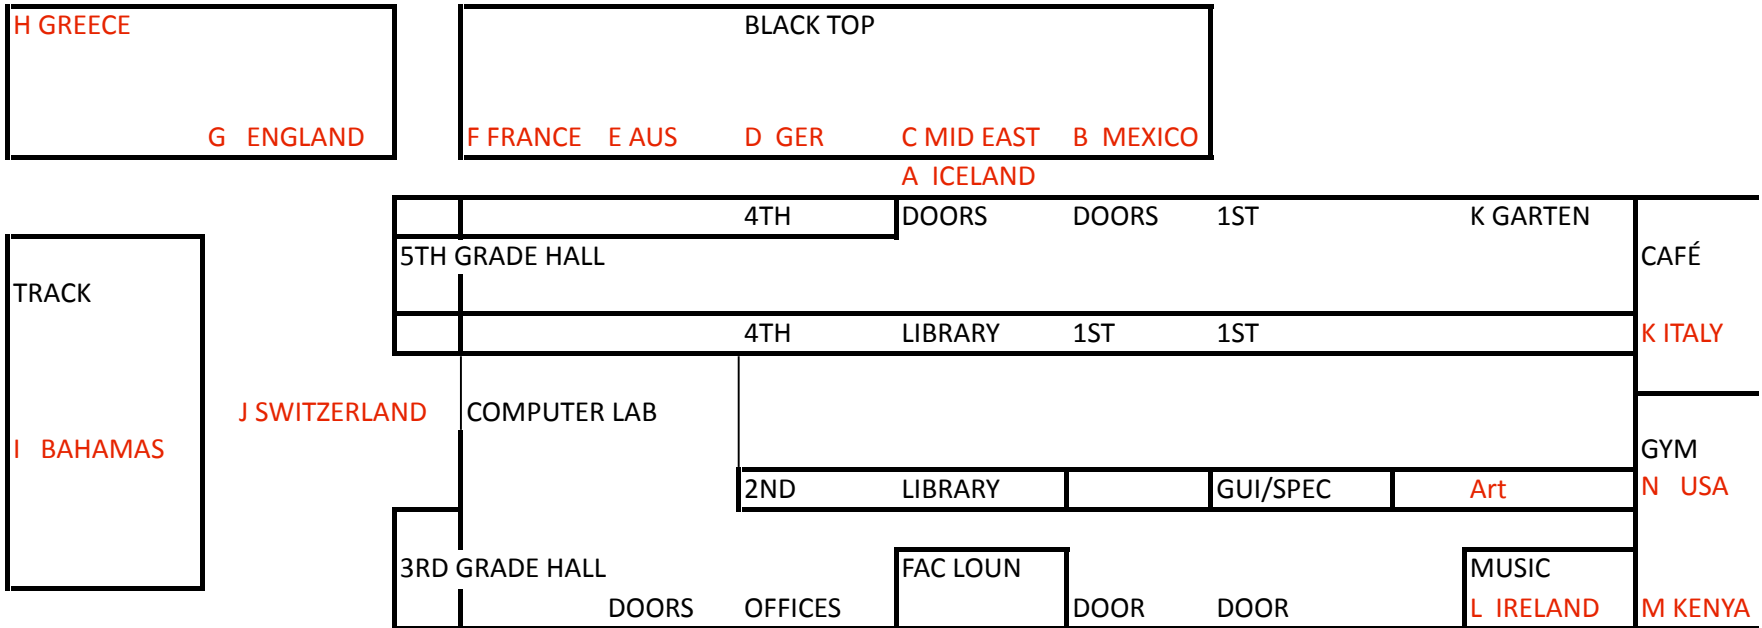 H GREECE BLACK TOP
G ENGLAND F FRANCE E AUS D GER C MID EAST B MEXICO
A ICELAND
4TH DOORS DOORS 1ST K GARTEN
5TH GRADE HALL CAFÉ
TRACK
4TH LIBRARY 1ST 1ST K ITALY
J SWITZERLAND COMPUTER LAB
I BAHAMAS GYM
2ND LIBRARY GUI/SPEC Art N USA
3RD GRADE HALL FAC LOUN MUSIC
DOORS OFFICES DOOR DOOR L IRELAND M KENYA